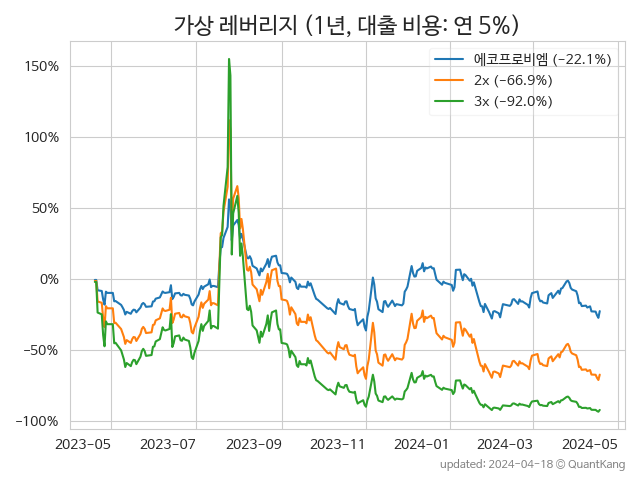 가상 레버리지 (1년, 대출 비용: 연 5%)
에코프로비엠 (-22.1%)
2x (-66.9%)
3x (-92.0%)
150%
100%
50%
0%
-50%
-100%
2023-05 2023-07 2023-09 2023-11 2024-01 2024-03 2024-05
updated: 2024-04-18 © QuantKang